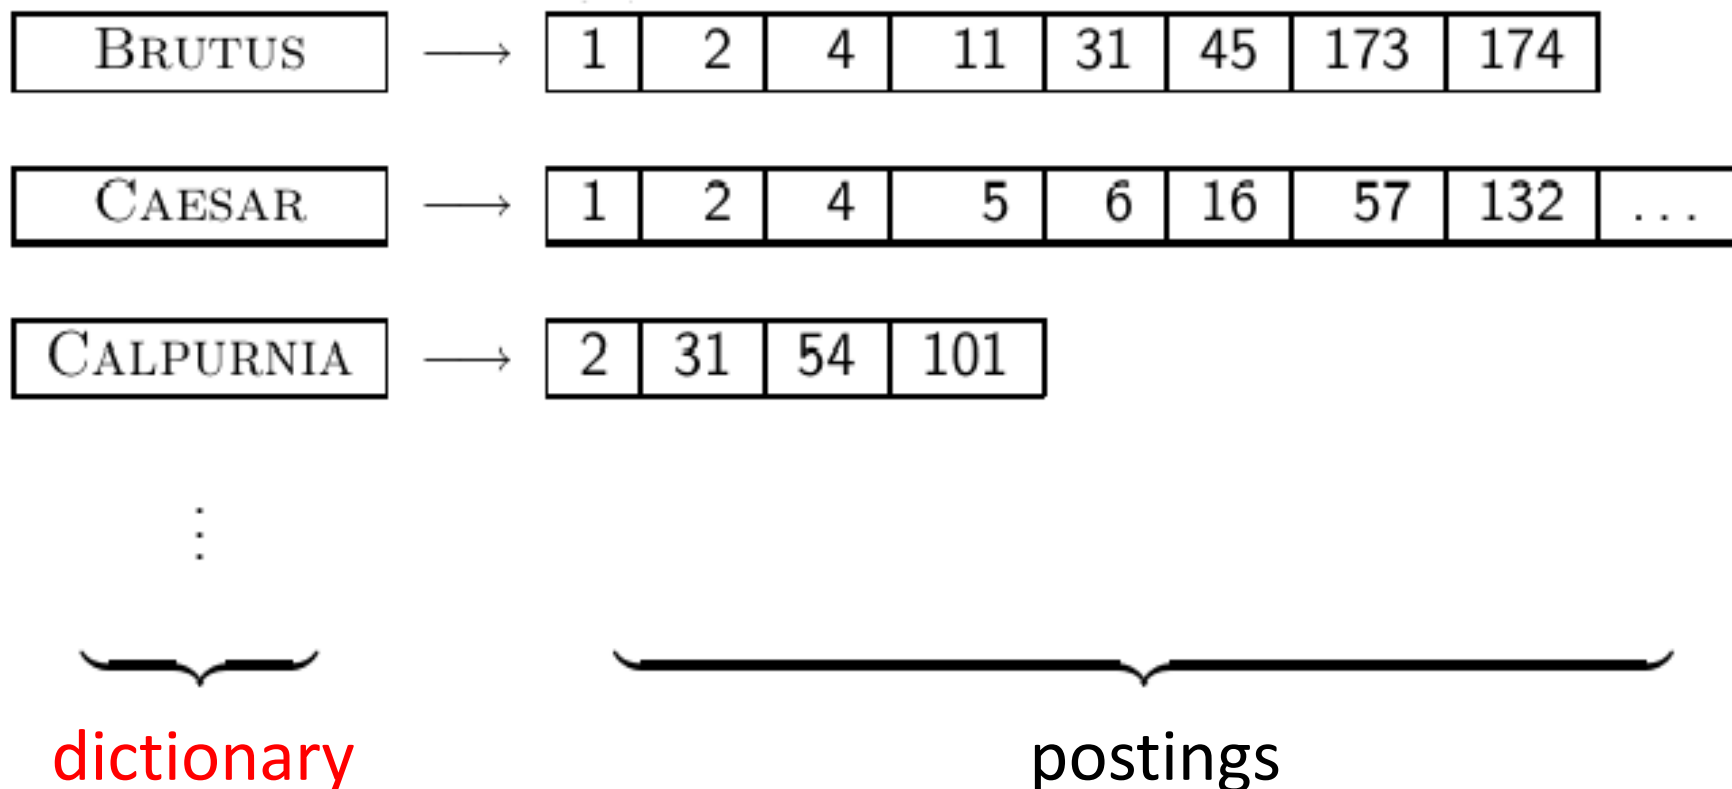 BRUTUS ⟶ 1 2 4 11 31 45 173 174
CAESAR ⟶ 1 2 4 5 6 16 57 132 ...
CALPURNIA ⟶ 2 31 54 101
⋮
dictionary postings